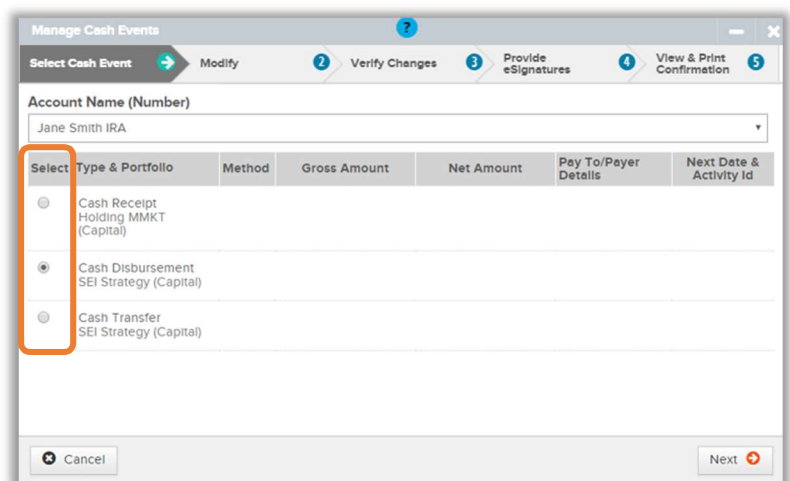 Manage Cash Events ?
Select Cash Event Modify 2 Verify Changes 3 Provide eSignatures 4 View & Print Confirmation 5
Account Name (Number)
Jane Smith IRA
Select Type & Portfolio Method Gross Amount Net Amount Pay To/Payer Details Next Date & Activity Id
Cash Receipt
Holding MMKT
(Capital)
Cash Disbursement
SEI Strategy (Capital)
Cash Transfer
SEI Strategy (Capital)
Cancel Next